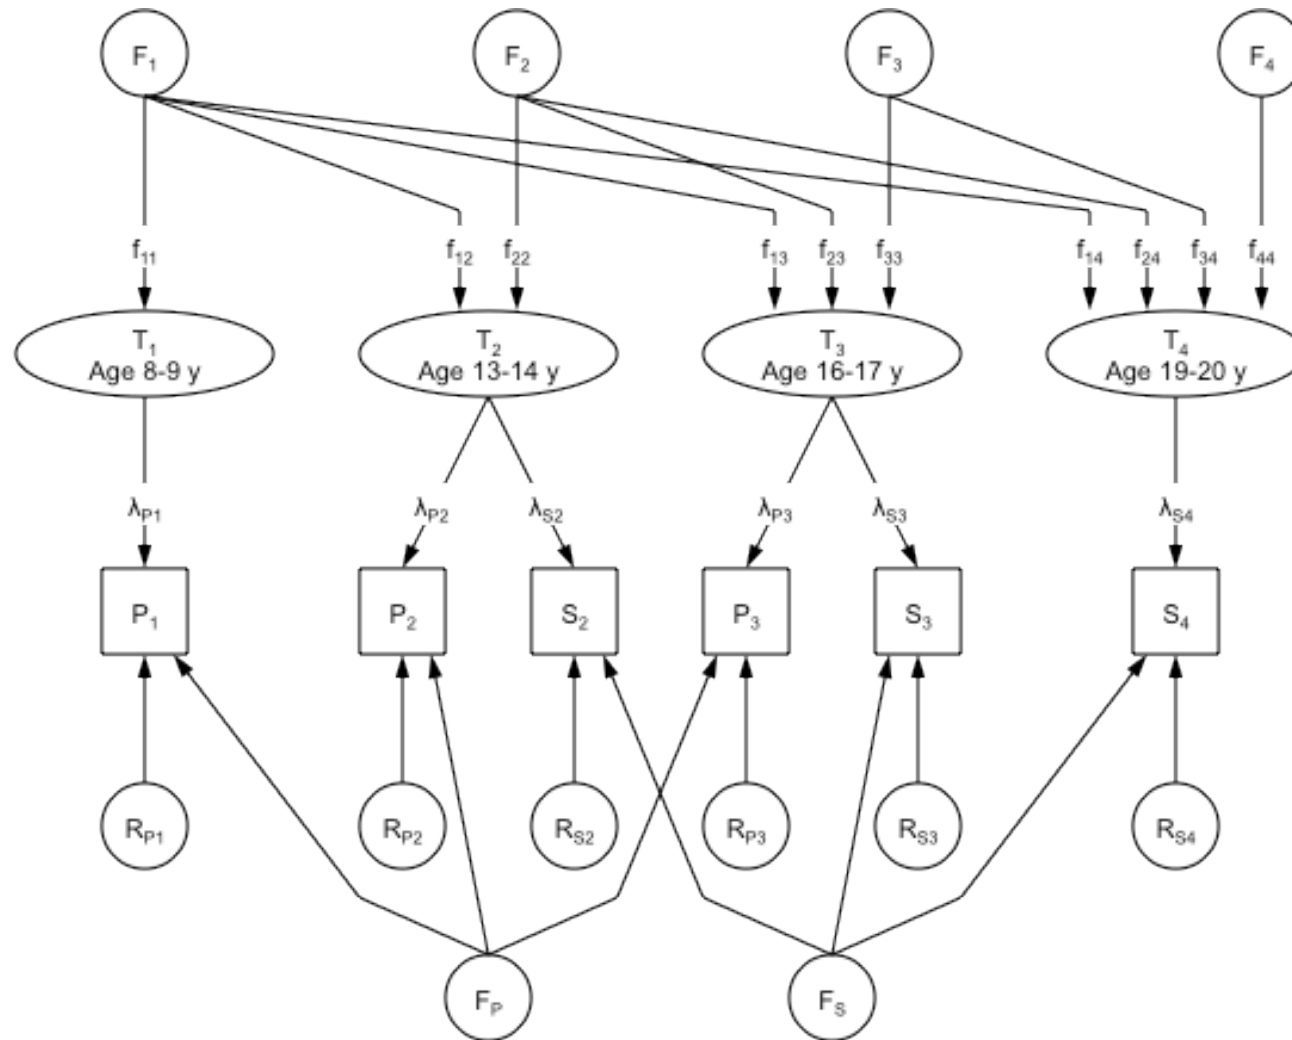 F₁ F₂ F₃ F₄
f₁₁ f₁₂ f₂₂ f₁₃ f₂₃ f₃₃ f₁₄ f₂₄ f₃₄ f₄₄
T₁ T₂ T₃ T₄
Age 8-9 y Age 13-14 y Age 16-17 y Age 19-20 y
λP1 λP2 λS2 λP3 λS3 λS4
P₁ P₂ S₂ P₃ S₃ S₄
RP1 RP2 RS2 RP3 RS3 RS4
FP FS